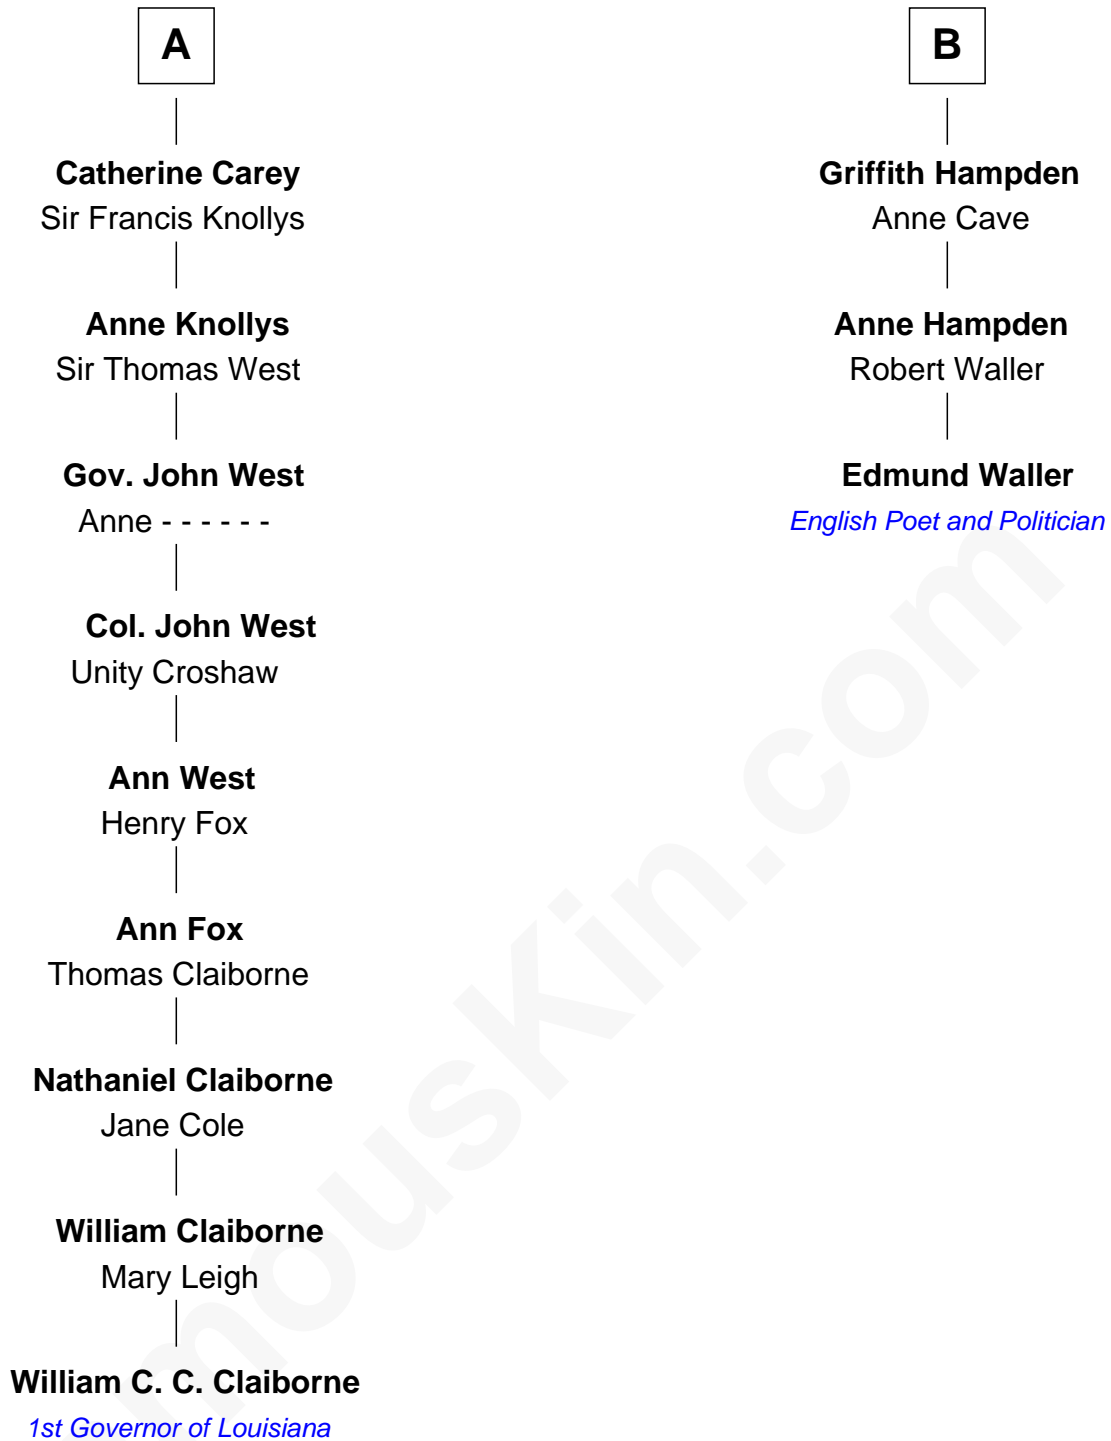 A
Catherine Carey
Sir Francis Knollys
Anne Knollys
Sir Thomas West
Gov. John West
Anne - - - - - -
Col. John West
Unity Croshaw
Ann West
Henry Fox
Ann Fox
Thomas Claiborne
Nathaniel Claiborne
Jane Cole
William Claiborne
Mary Leigh
William C. C. Claiborne
1st Governor of Louisiana
B
Griffith Hampden
Anne Cave
Anne Hampden
Robert Waller
Edmund Waller
English Poet and Politician
mouskin.com